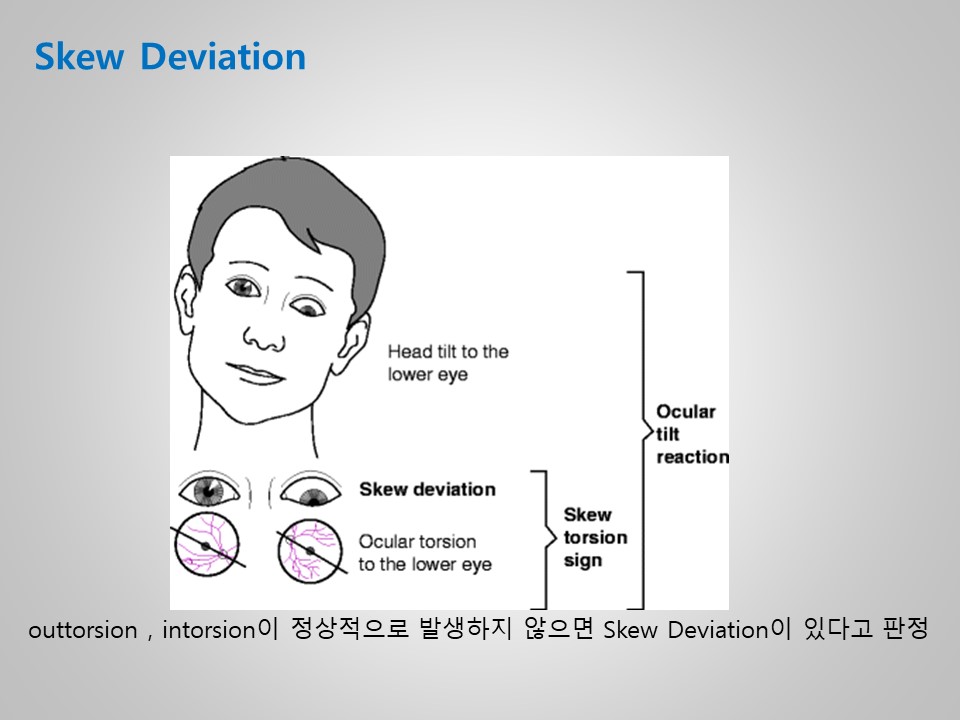 Skew Deviation
Head tilt to the
lower eye
Ocular
tilt
reaction
Skew deviation
Skew
torsion
sign
Ocular torsion
to the lower eye
outtorsion , intorsion이 정상적으로 발생하지 않으면 Skew Deviation이 있다고 판정